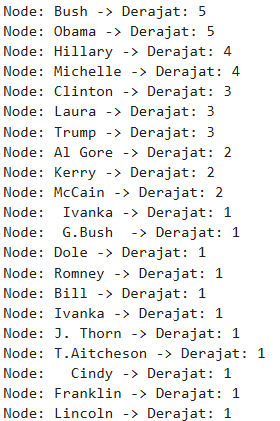 Node: Bush -> Derajat: 5
Node: Obama -> Derajat: 5
Node: Hillary -> Derajat: 4
Node: Michelle -> Derajat: 4
Node: Clinton -> Derajat: 3
Node: Laura -> Derajat: 3
Node: Trump -> Derajat: 3
Node: Al Gore -> Derajat: 2
Node: Kerry -> Derajat: 2
Node: McCain -> Derajat: 2
Node:  Ivanka -> Derajat: 1
Node:  G.Bush  -> Derajat: 1
Node: Dole -> Derajat: 1
Node: Romney -> Derajat: 1
Node: Bill -> Derajat: 1
Node: Ivanka -> Derajat: 1
Node: J. Thorn -> Derajat: 1
Node: T.Aitcheson -> Derajat: 1
Node:   Cindy -> Derajat: 1
Node: Franklin -> Derajat: 1
Node: Lincoln -> Derajat: 1